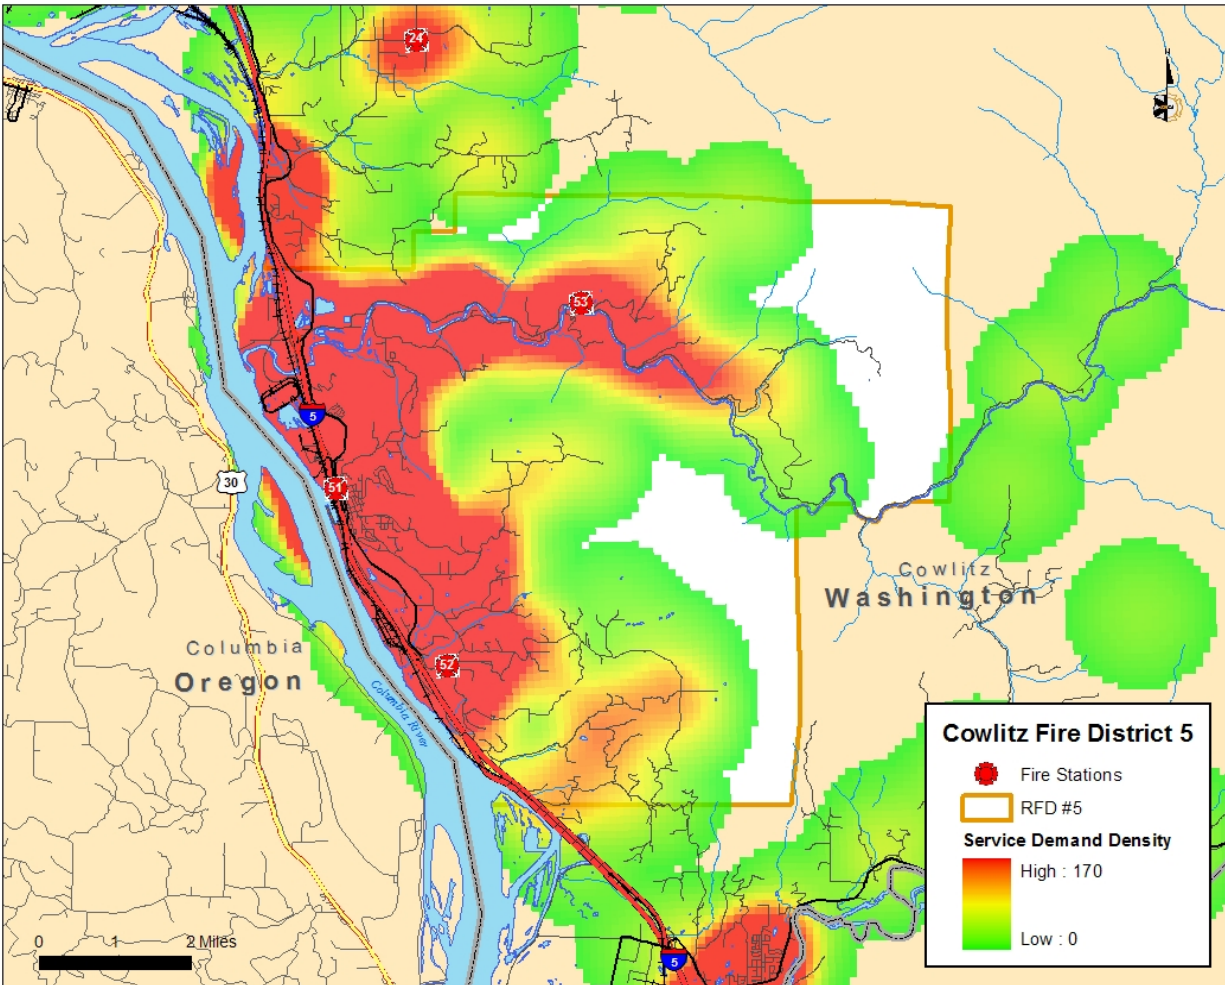 24
53
5
51
30
Cowlitz
Washington
Columbia
Oregon
52
Columbia River
Cowlitz Fire District 5
Fire Stations
RFD #5
Service Demand Density
High : 170
Low : 0
0 1 2 Miles
5